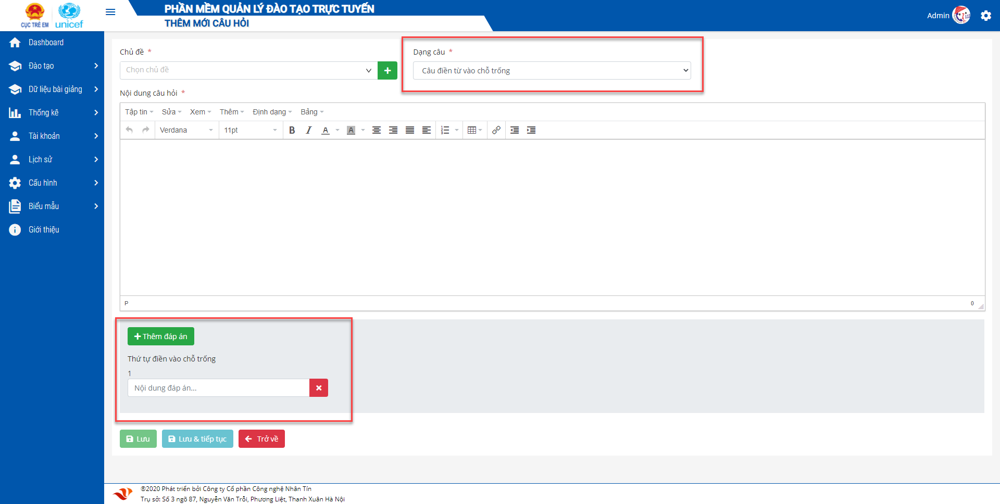 PHẦN MỀM QUẢN LÝ ĐÀO TẠO TRỰC TUYẾN
THÊM MỚI CÂU HỎI
CỤC TRẺ EM
unicef
Admin
Dashboard
Đào tạo
Dữ liệu bài giảng
Thống kê
Tài khoản
Lịch sử
Cấu hình
Biểu mẫu
Giới thiệu
Chủ đề *
Chọn chủ đề
Dạng câu *
Câu điền từ vào chỗ trống
Nội dung câu hỏi *
Tập tin Sửa Xem Thêm Định dạng Bảng
Verdana 11pt B I A A
P 0
Thêm đáp án
Thứ tự điền vào chỗ trống
1
Nội dung đáp án...
Lưu Lưu & tiếp tục Trở về
©2020 Phát triển bởi Công ty Cổ phần Công nghệ Nhân Tín
Trụ sở: Số 3 ngõ 87, Nguyễn Văn Trỗi, Phương Liệt, Thanh Xuân Hà Nội